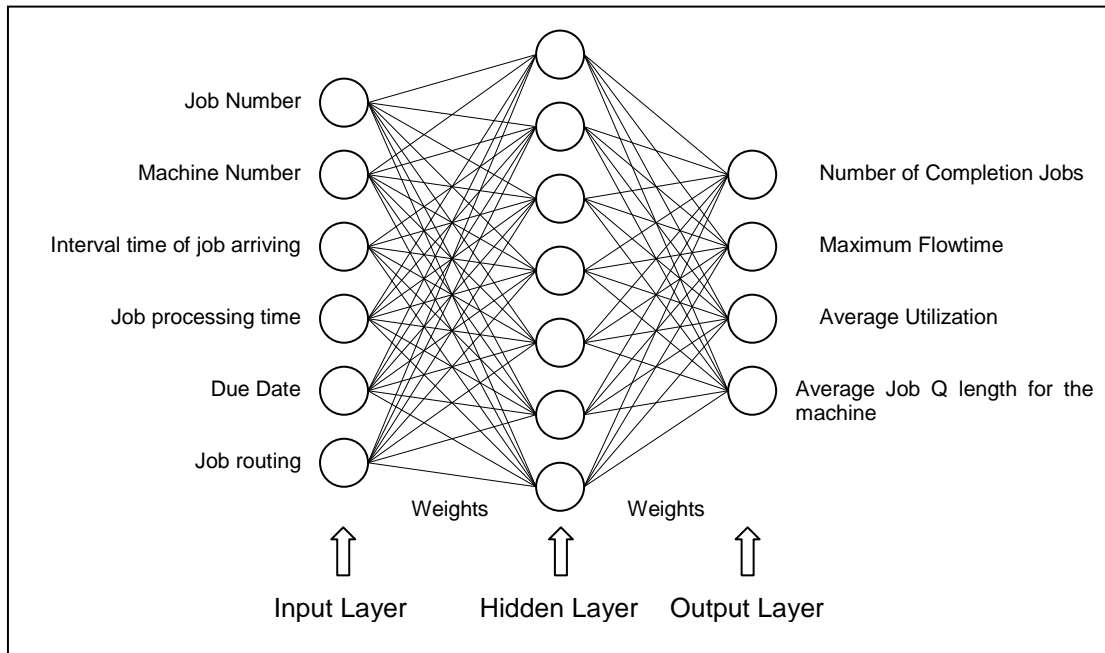 Job Number
Machine Number
Interval time of job arriving
Job processing time
Due Date
Job routing
Number of Completion Jobs
Maximum Flowtime
Average Utilization
Average Job Q length for the
machine
Weights
Weights
Input Layer
Hidden Layer
Output Layer